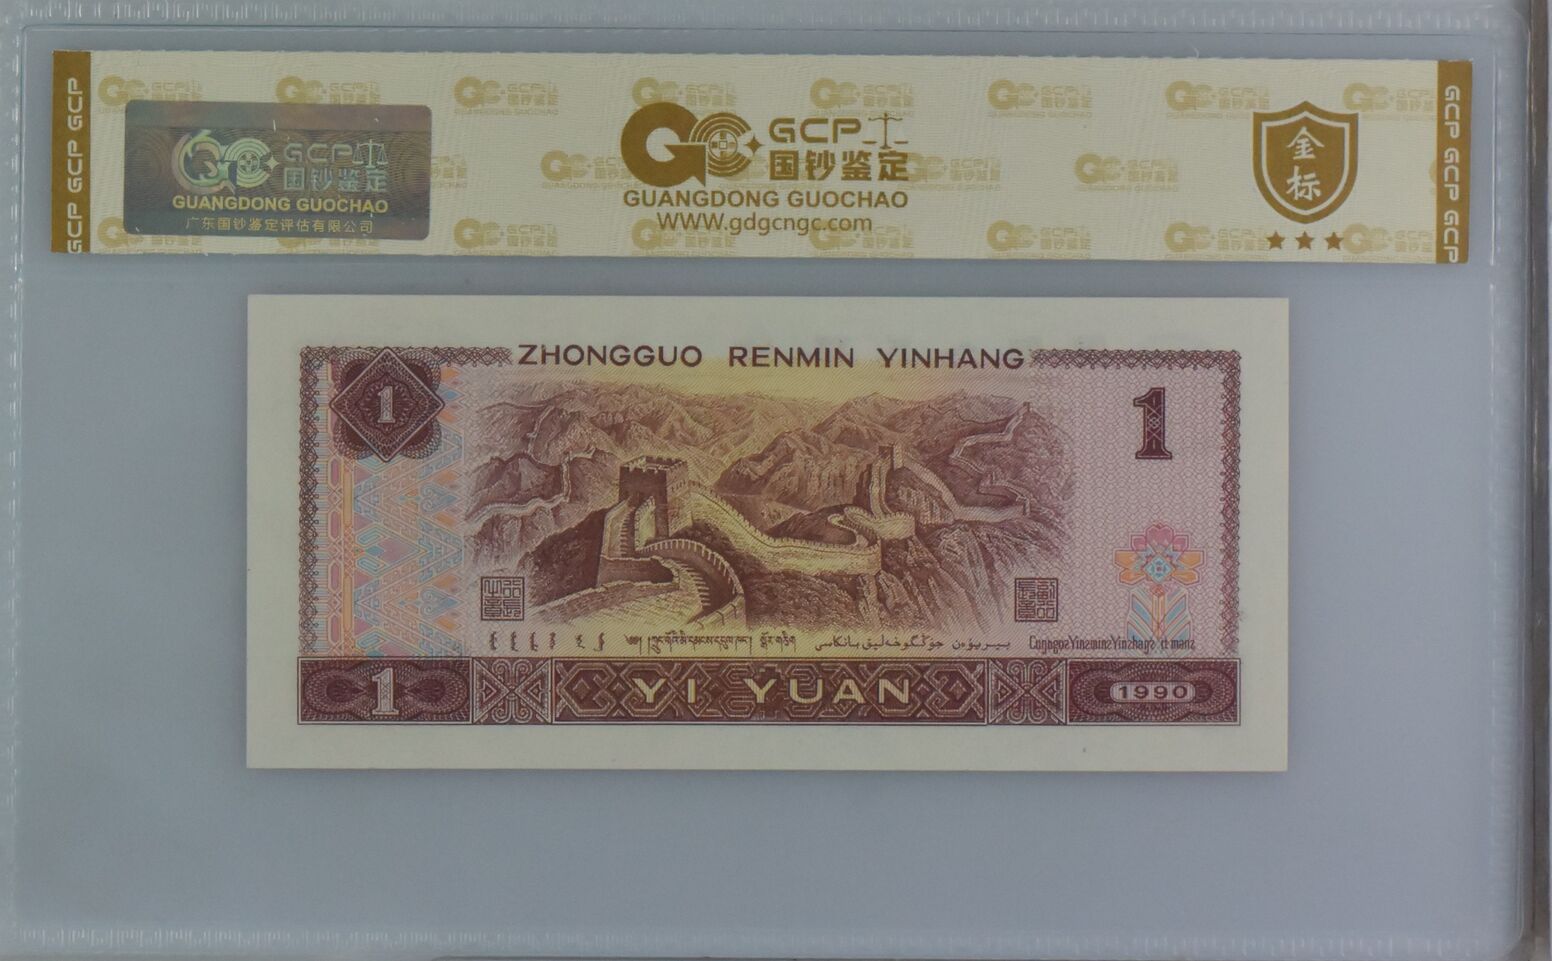 GCP GCP GCP
GCP
国钞鉴定
GUANGDONG GUOCHAO
广东国钞鉴定评估有限公司
GCP
国钞鉴定
GUANGDONG GUOCHAO
WWW.gdgcngc.com
金标
GCP GCP GCP
ZHONGGUO RENMIN YINHANG
1
1
1
YI YUAN
1990